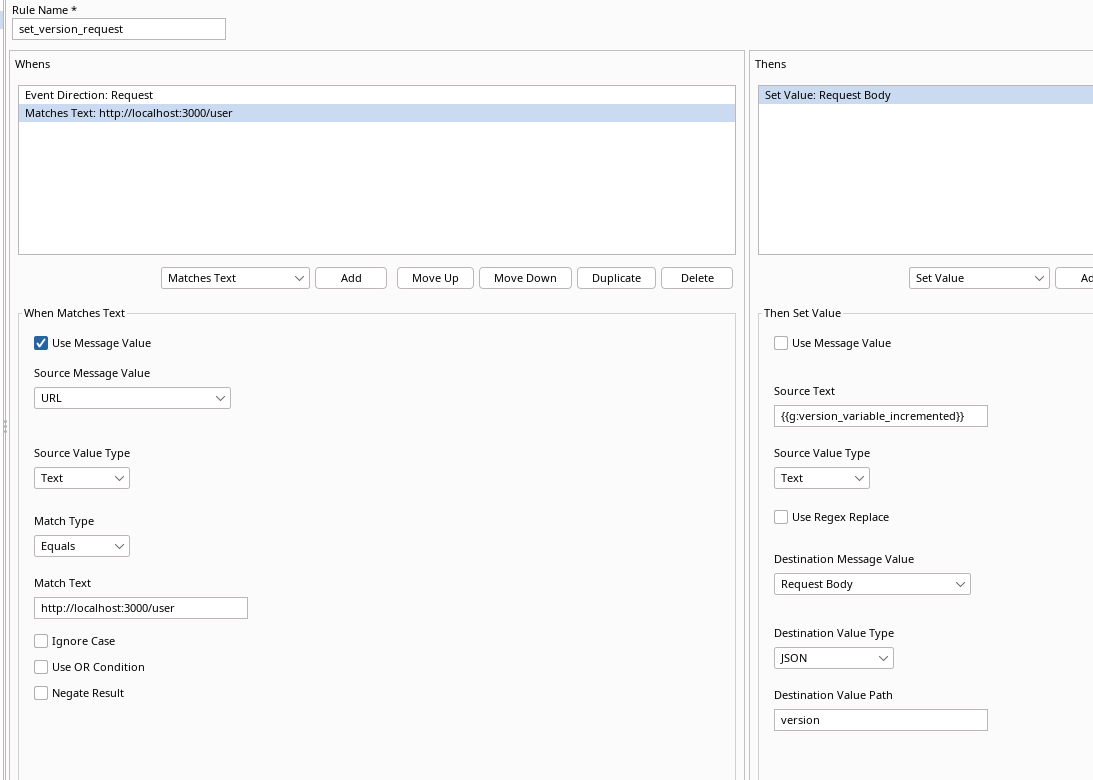 Rule Name *
set_version_request
Whens
Event Direction: Request
Matches Text: http://localhost:3000/user
Matches Text
Add
Move Up
Move Down
Duplicate
Delete
When Matches Text
Use Message Value
Source Message Value
URL
Source Value Type
Text
Match Type
Equals
Match Text
http://localhost:3000/user
Ignore Case
Use OR Condition
Negate Result
Thens
Set Value: Request Body
Set Value
Ad
Then Set Value
Use Message Value
Source Text
{{g:version_variable_incremented}}
Source Value Type
Text
Use Regex Replace
Destination Message Value
Request Body
Destination Value Type
JSON
Destination Value Path
version